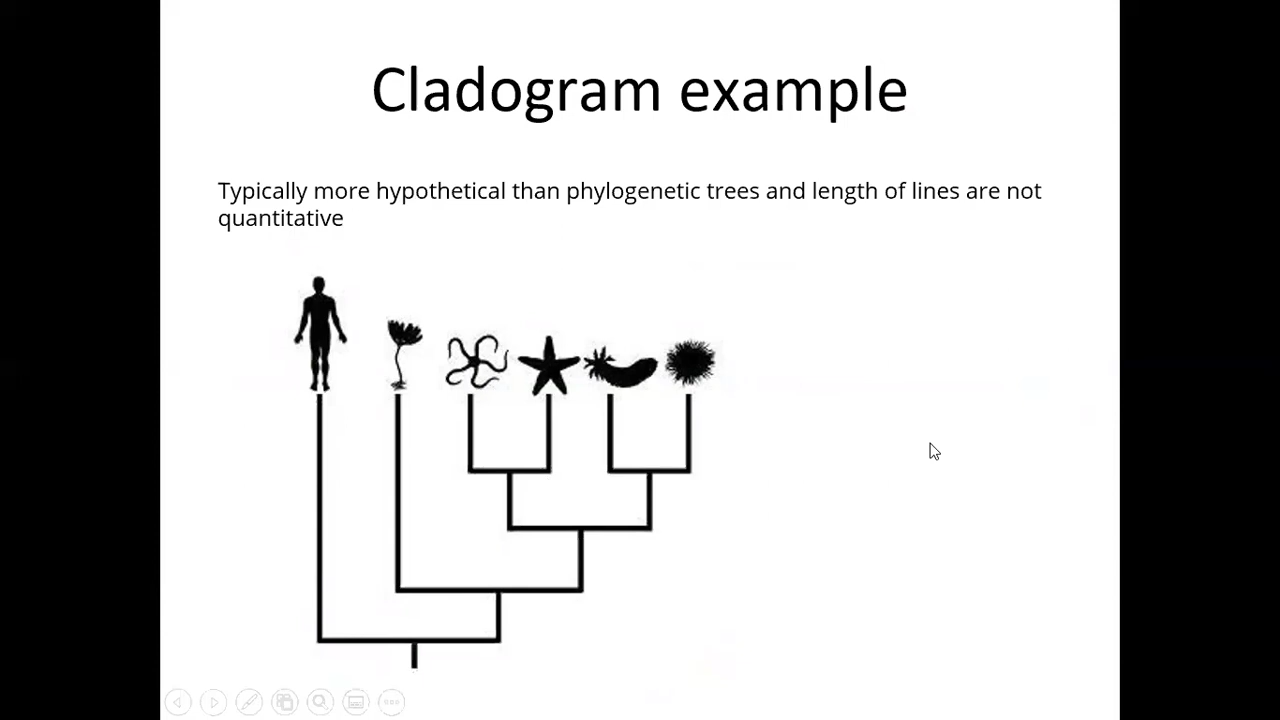 Cladogram example
Typically more hypothetical than phylogenetic trees and length of lines are not
quantitative